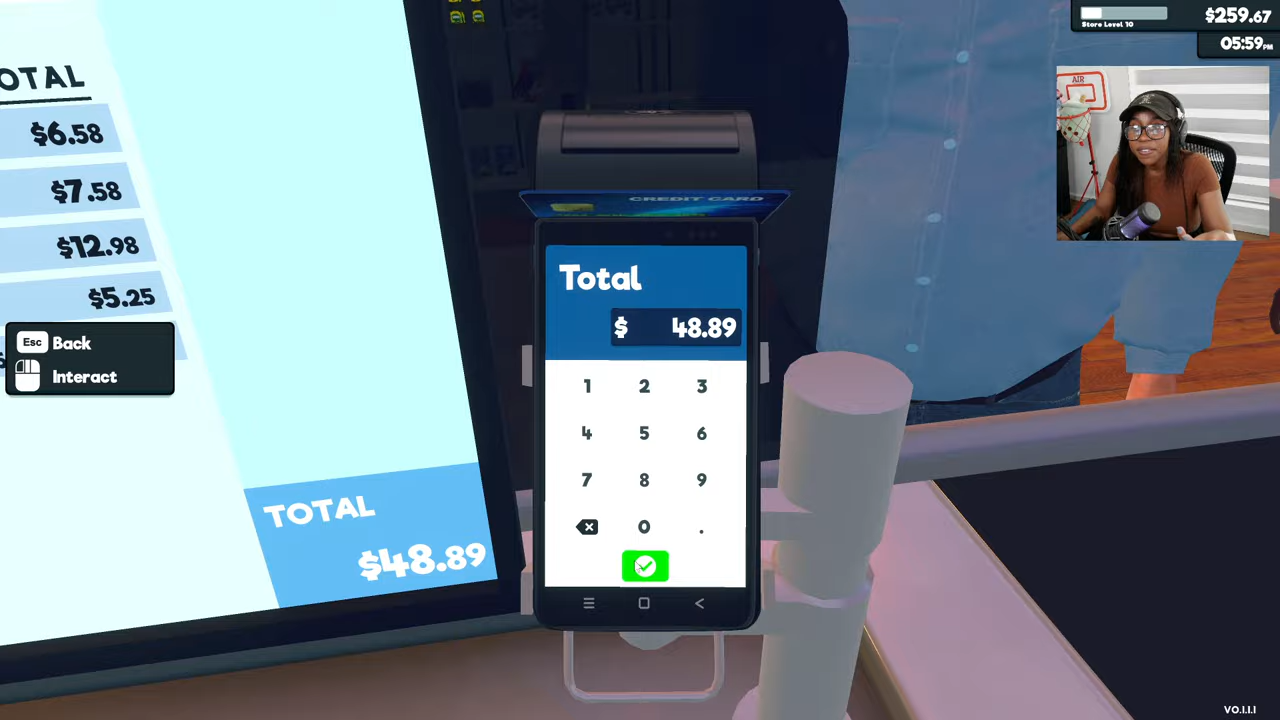 Store Level 10
$259.67
05:59PM
AIR
OTAL
$6.58
$7.58
$12.98
$5.25
Esc Back
Interact
CREDIT CARD
Total
$ 48.89
1 2 3
4 5 6
7 8 9
0 .
TOTAL
$48.89
V0.1.1.1